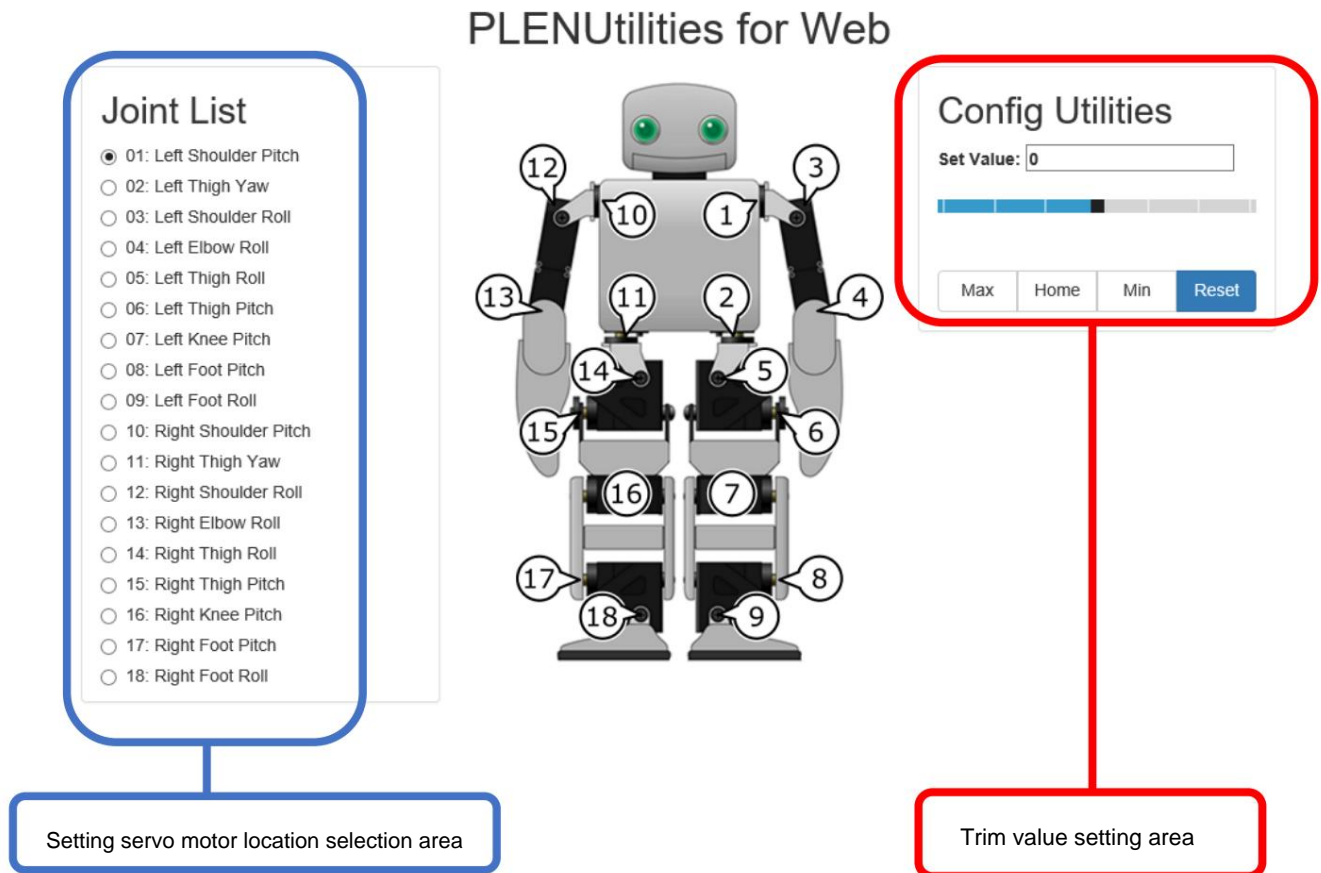 PLENUtilities for Web
Joint List
01: Left Shoulder Pitch
02: Left Thigh Yaw
03: Left Shoulder Roll
04: Left Elbow Roll
05: Left Thigh Roll
06: Left Thigh Pitch
07: Left Knee Pitch
08: Left Foot Pitch
09: Left Foot Roll
10: Right Shoulder Pitch
11: Right Thigh Yaw
12: Right Shoulder Roll
13: Right Elbow Roll
14: Right Thigh Roll
15: Right Thigh Pitch
16: Right Knee Pitch
17: Right Foot Pitch
18: Right Foot Roll
12 3
10 1
13 11 2 4
14 5
15 6
16 7
17 8
18 9
Config Utilities
Set Value: 0
Max Home Min Reset
Setting servo motor location selection area
Trim value setting area